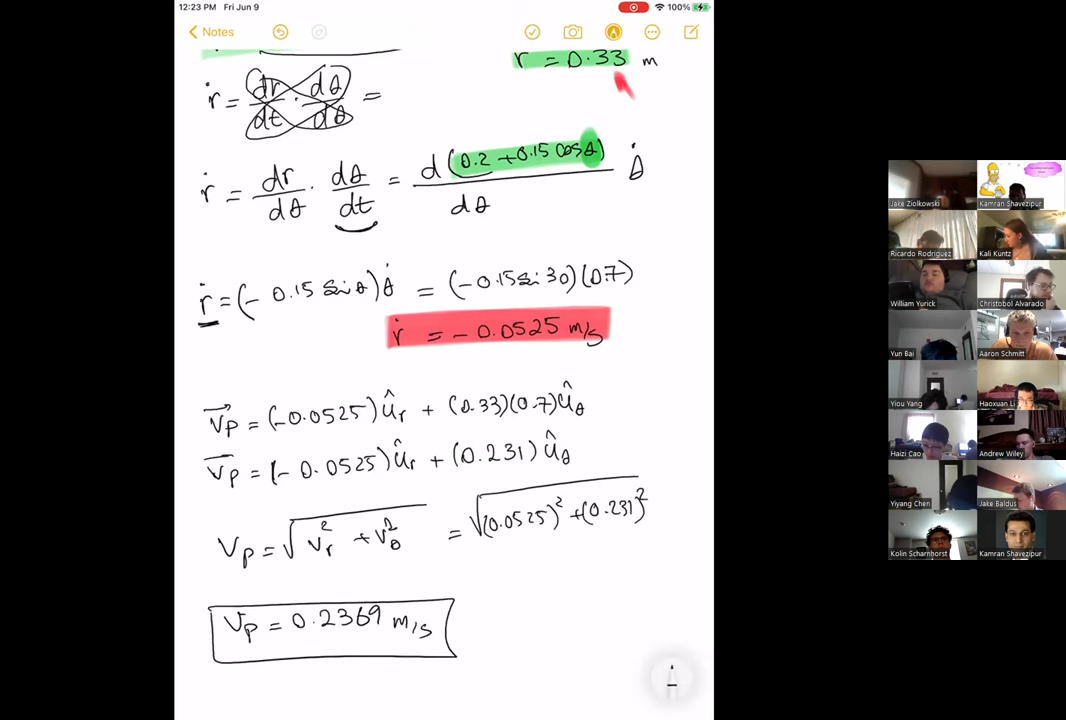 12:23 PM Fri Jun 9
100%
Notes
r = 0.33 m
ṙ = dr/dt · dθ/dθ =
ṙ = dr/dθ · dθ/dt = d(0.2 + 0.15 cosθ)/dθ θ̇
ṙ = (- 0.15 sinθ)θ̇ = (-0.15 sin 30)(0.7)
ṙ = - 0.0525 m/s
v⃗p = (-0.0525)ûr + (0.33)(0.7)ûθ
v⃗p = (-0.0525)ûr + (0.231)ûθ
Vp = √(Vr² + Vθ²) = √((0.0525)² + (0.231)²)
Vp = 0.2369 m/s
Jake Ziolkowski
Kamran Shavezipur
Ricardo Rodriguez
Kali Kuntz
William Yurick
Christobol Alvarado
Yun Bai
Aaron Schmitt
Yiou Yang
Haoxuan Li
Haizi Cao
Andrew Wiley
Yiyang Chen
Jake Baldus
Kolin Scharnhorst
Kamran Shavezipur